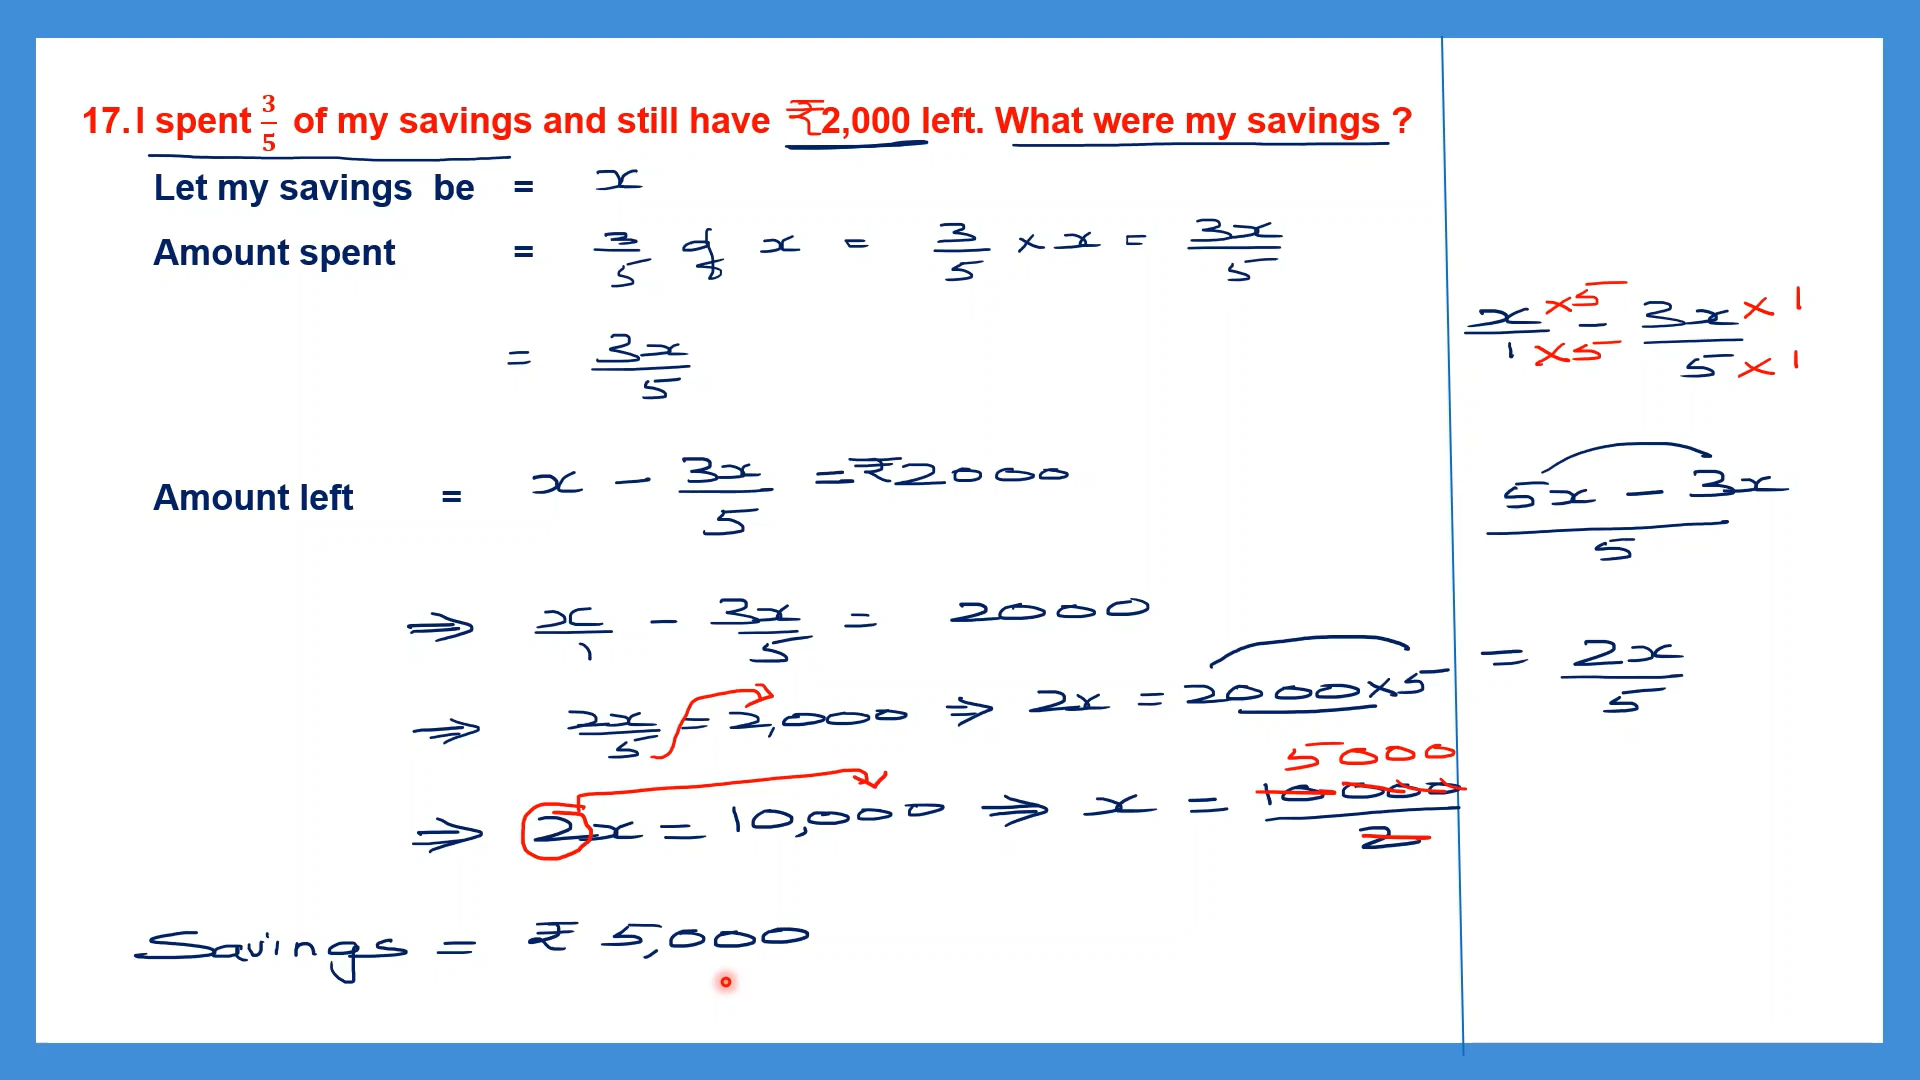 17. I spent 3/5 of my savings and still have ₹2,000 left. What were my savings ?
Let my savings be = x
Amount spent = 3/5 of x = 3/5 × x = 3x/5
= 3x/5
Amount left = x - 3x/5 = ₹2000
⇒ x/1 - 3x/5 = 2000
⇒ 2x/5 = 2,000 ⇒ 2x = 2000×5
⇒ 2x = 10,000 ⇒ x = 10000/2 5000
Savings = ₹ 5,000
x×5/1×5 - 3x×1/5×1
5x - 3x/5
= 2x/5